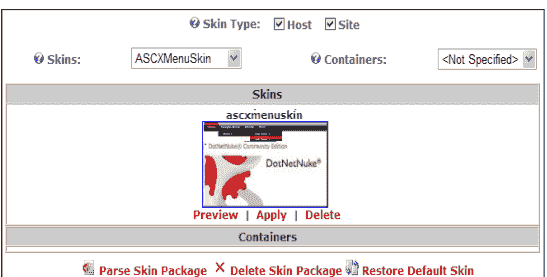 Skin Type: Host Site
Skins: ASCXMenuSkin Containers: <Not Specified>
Skins
ascxmenuskin
DotNetNuke® Community Edition
DotNetNuke®
Preview | Apply | Delete
Containers
Parse Skin Package Delete Skin Package Restore Default Skin